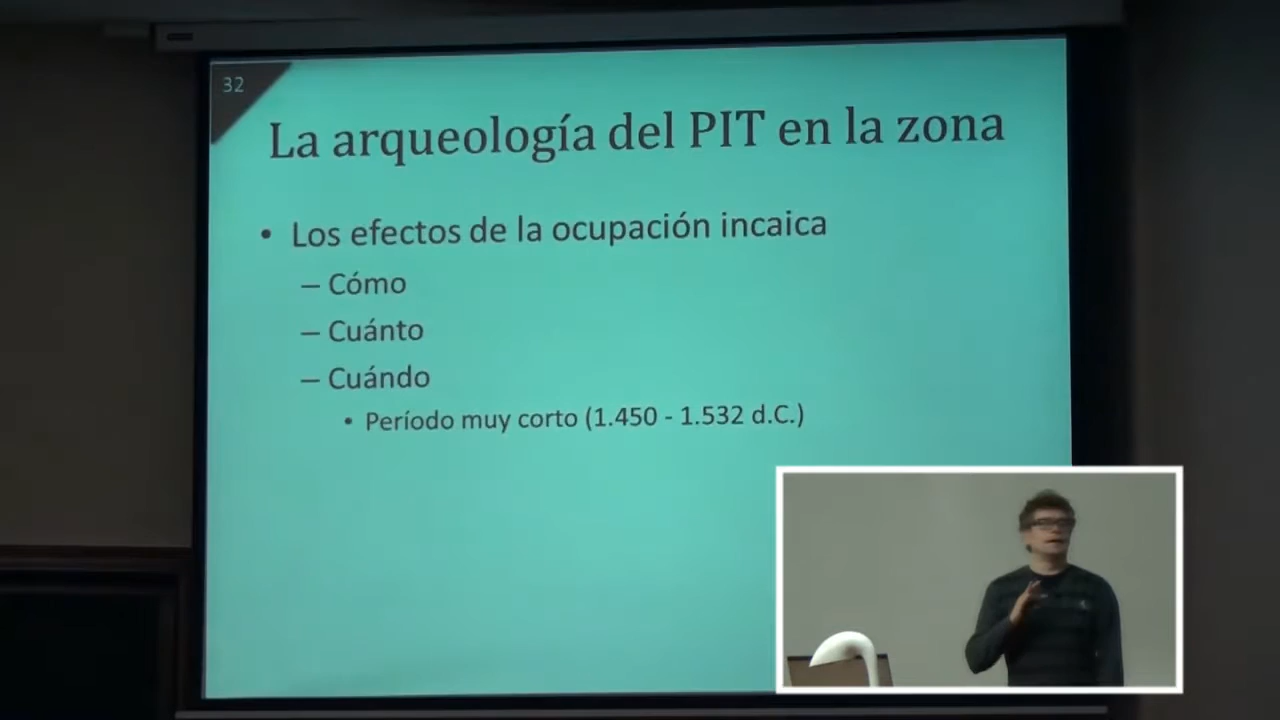 32
La arqueología del PIT en la zona
• Los efectos de la ocupación incaica
– Cómo
– Cuánto
– Cuándo
• Período muy corto (1.450 - 1.532 d.C.)